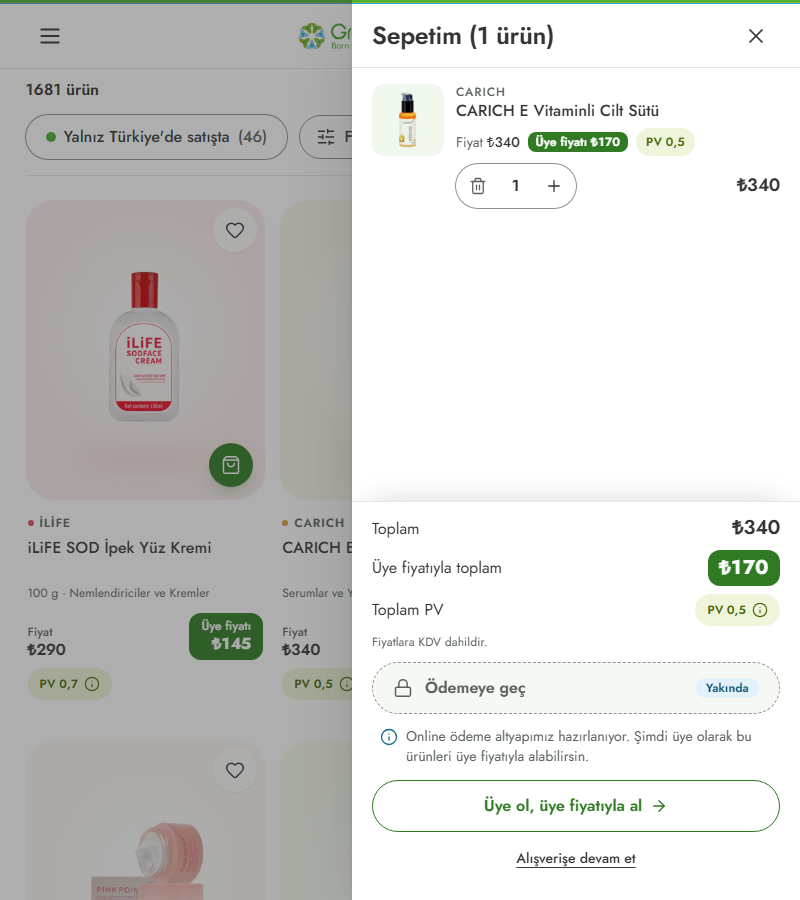 Sepetim (1 ürün)
CARICH
CARICH E Vitaminli Cilt Sütü
Fiyat ₺340 Üye fiyatı ₺170 PV 0,5
1
₺340
Toplam ₺340
Üye fiyatıyla toplam ₺170
Toplam PV PV 0,5
Fiyatlara KDV dahildir.
Ödemeye geç Yakında
Online ödeme altyapımız hazırlanıyor. Şimdi üye olarak bu
ürünleri üye fiyatıyla alabilirsin.
Üye ol, üye fiyatıyla al →
Alışverişe devam et
1681 ürün
Yalnız Türkiye'de satışta (46)
iLiFE
SODFACE
CREAM
İLİFE
iLiFE SOD İpek Yüz Kremi
100 g · Nemlendiriciler ve Kremler
Fiyat
₺290
Üye fiyatı
₺145
PV 0,7
CARICH
CARICH E
Serumlar ve
Fiyat
₺340
PV 0,5